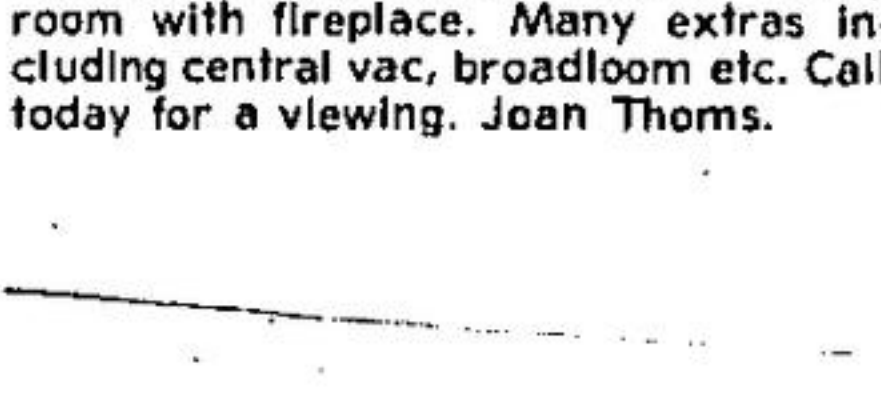 room with fireplace. Many extras in-
cluding central vac, broadloom etc. Call
today for a viewing. Joan Thoms.